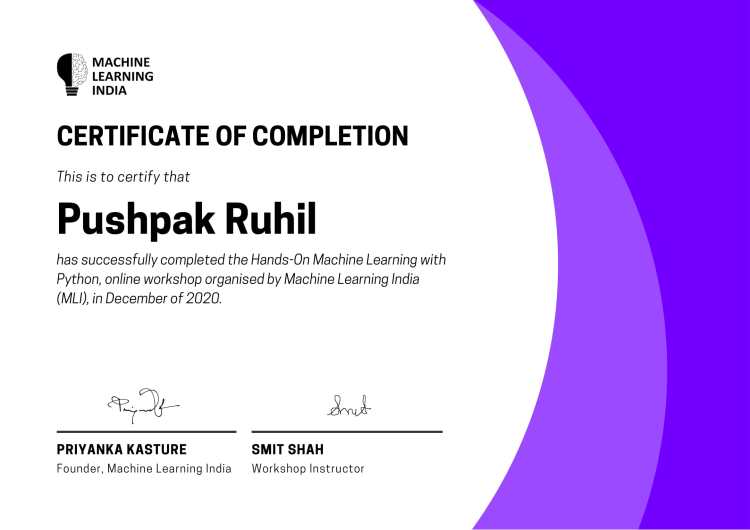 MACHINE
LEARNING
INDIA
CERTIFICATE OF COMPLETION
This is to certify that
Pushpak Ruhil
has successfully completed the Hands-On Machine Learning with
Python, online workshop organised by Machine Learning India
(MLI), in December of 2020.
Smit
PRIYANKA KASTURE
Founder, Machine Learning India
SMIT SHAH
Workshop Instructor